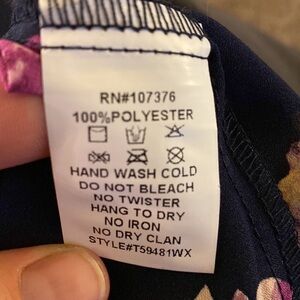 RN#107376
100%POLYESTER
HAND WASH COLD
DO NOT BLEACH
NO TWISTER
HANG TO DRY
NO IRON
NO DRY CLAN
STYLE#T59481WX